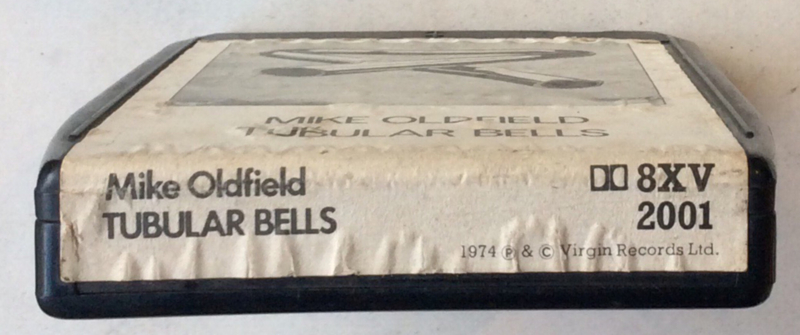 MIKE OLDFIELD
TUBULAR BELLS
Mike Oldfield
TUBULAR BELLS
8XV
2001
1974 Ⓟ & © Virgin Records Ltd.